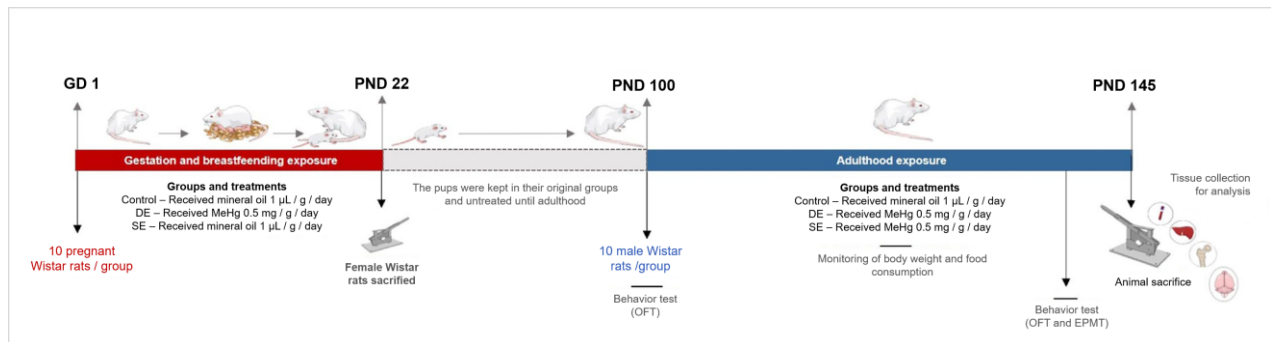 GD 1
PND 22
PND 100
PND 145
Gestation and breastfeending exposure
Adulthood exposure
Groups and treatments
Control – Received mineral oil 1 µL / g / day
DE – Received MeHg 0.5 mg / g / day
SE – Received mineral oil 1 µL / g / day
10 pregnant
Wistar rats / group
Female Wistar
rats sacrified
The pups were kept in their original groups
and untreated until adulthood
10 male Wistar
rats /group
Behavior test
(OFT)
Groups and treatments
Control – Received mineral oil 1 µL / g / day
DE – Received MeHg 0.5 mg / g / day
SE – Received MeHg 0.5 mg / g / day
Monitoring of body weight and food
consumption
Behavior test
(OFT and EPMT)
Tissue collection
for analysis
Animal sacrifice